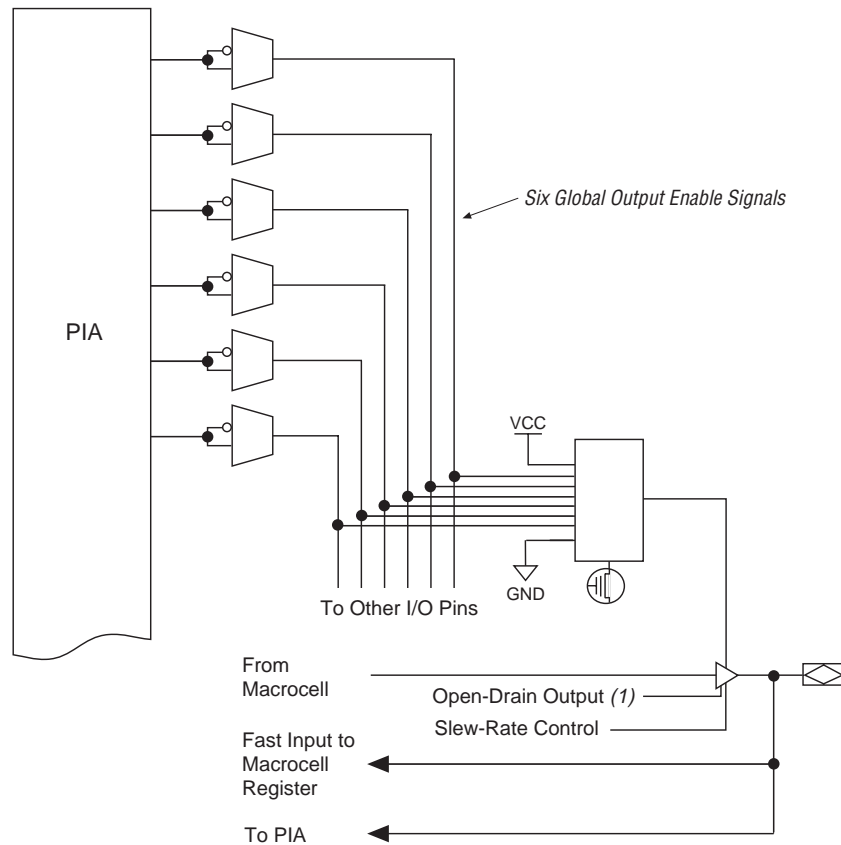 PIA
Six Global Output Enable Signals
VCC
GND
To Other I/O Pins
From
Macrocell
Open-Drain Output (1)
Slew-Rate Control
Fast Input to
Macrocell
Register
To PIA